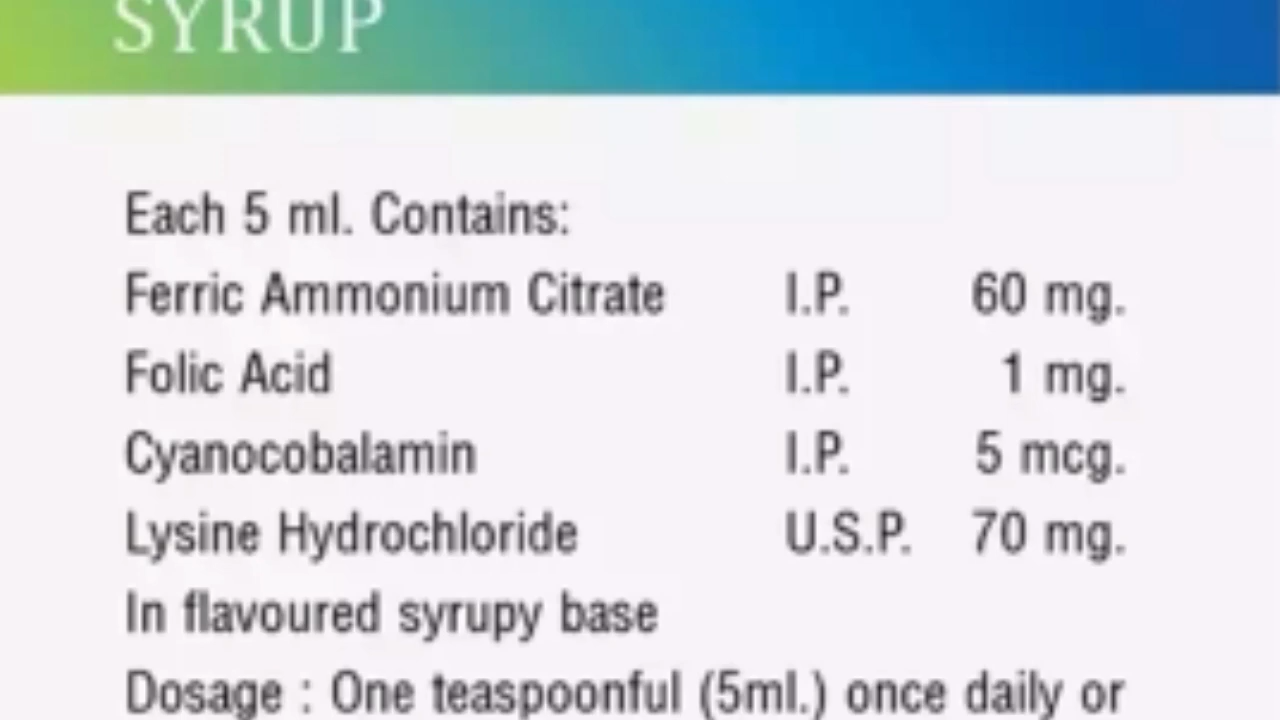 SYRUP
Each 5 ml. Contains:
Ferric Ammonium Citrate I.P. 60 mg.
Folic Acid I.P. 1 mg.
Cyanocobalamin I.P. 5 mcg.
Lysine Hydrochloride U.S.P. 70 mg.
In flavoured syrupy base
Dosage : One teaspoonful (5ml.) once daily or